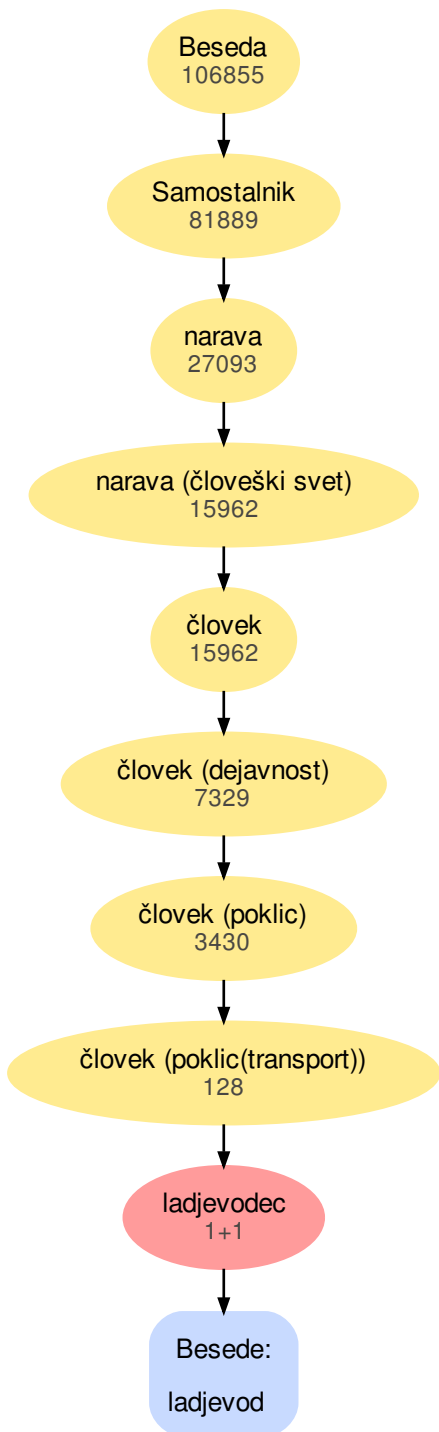 Beseda
106855
Samostalnik
81889
narava
27093
narava (človeški svet)
15962
človek
15962
človek (dejavnost)
7329
človek (poklic)
3430
človek (poklic(transport))
128
ladjevodec
1+1
Besede:
ladjevod